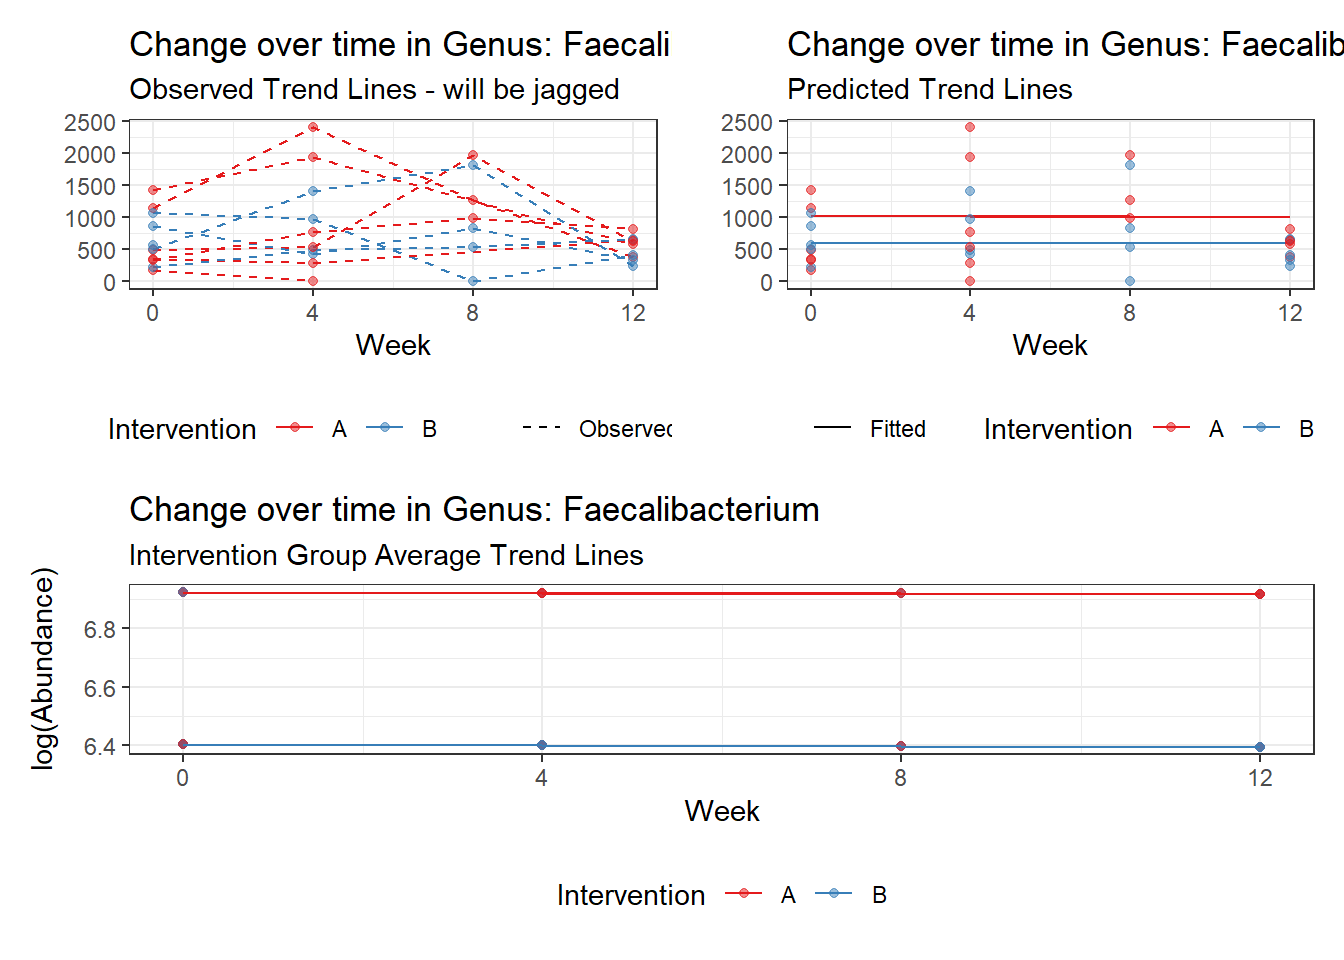 Change over time in Genus: Faecali
Observed Trend Lines - will be jagged
2500
2000
1500
1000
500
0
0 4 8 12
Week
Intervention A B Observed
Change over time in Genus: Faecalib
Predicted Trend Lines
2500
2000
1500
1000
500
0
0 4 8 12
Week
Fitted Intervention A B
Change over time in Genus: Faecalibacterium
Intervention Group Average Trend Lines
log(Abundance)
6.8
6.6
6.4
0 4 8 12
Week
Intervention A B